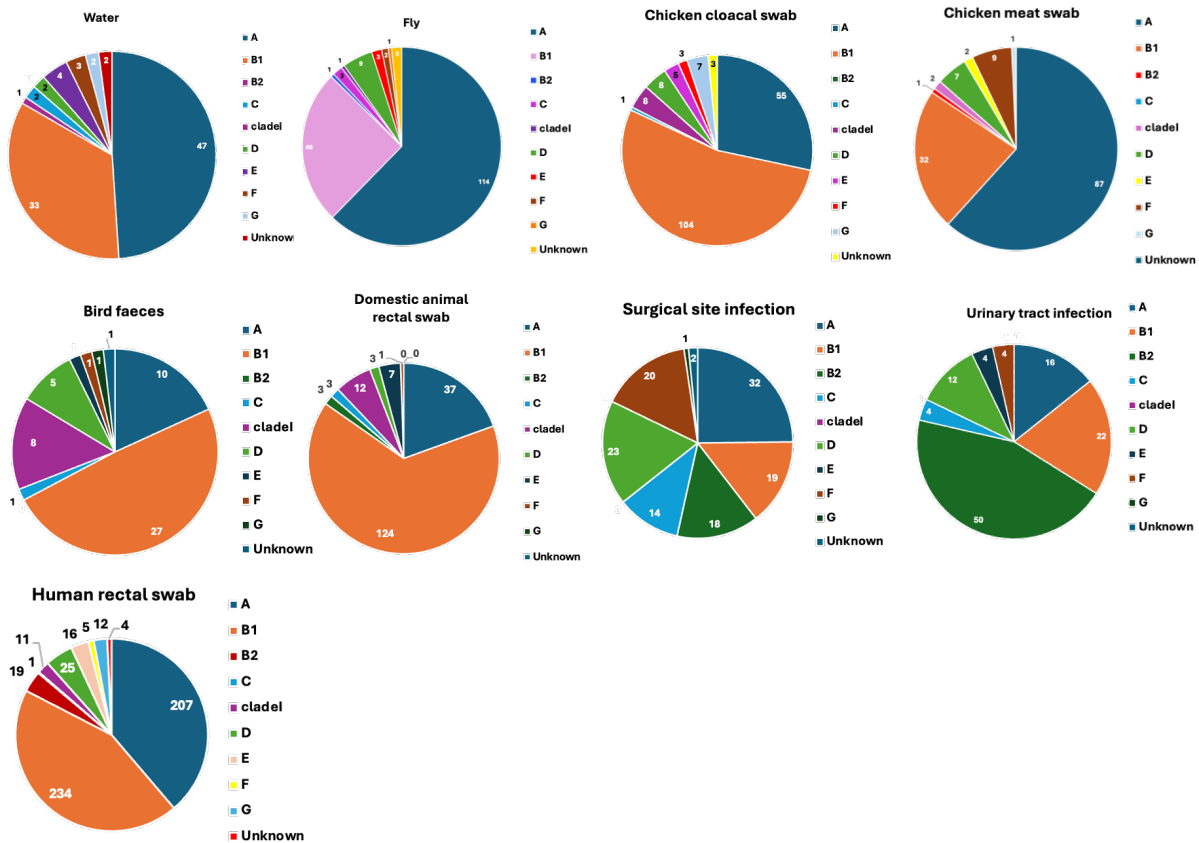 Water
47
33
1
2
2
4
3
2
2
A
B1
B2
C
cladeI
D
E
F
G
Unknown
Fly
114
46
1
3
1
9
3
2
1
3
A
B1
B2
C
cladeI
D
E
F
G
Unknown
Chicken cloacal swab
55
104
1
8
8
5
3
7
3
A
B1
B2
C
cladeI
D
E
F
G
Unknown
Chicken meat swab
87
32
1
2
7
2
9
1
A
B1
B2
C
cladeI
D
E
F
G
Unknown
Bird faeces
10
27
1
8
5
1
1
1
A
B1
B2
C
cladeI
D
E
F
G
Unknown
Domestic animal
rectal swab
37
124
3
3
12
3
7
1
0
0
A
B1
B2
C
cladeI
D
E
F
G
Unknown
Surgical site infection
32
19
18
14
23
20
1
2
A
B1
B2
C
cladeI
D
E
F
G
Unknown
Urinary tract infection
16
22
50
4
12
4
4
A
B1
B2
C
cladeI
D
E
F
G
Unknown
Human rectal swab
207
234
19
1
11
25
16
5
12
4
A
B1
B2
C
cladeI
D
E
F
G
Unknown